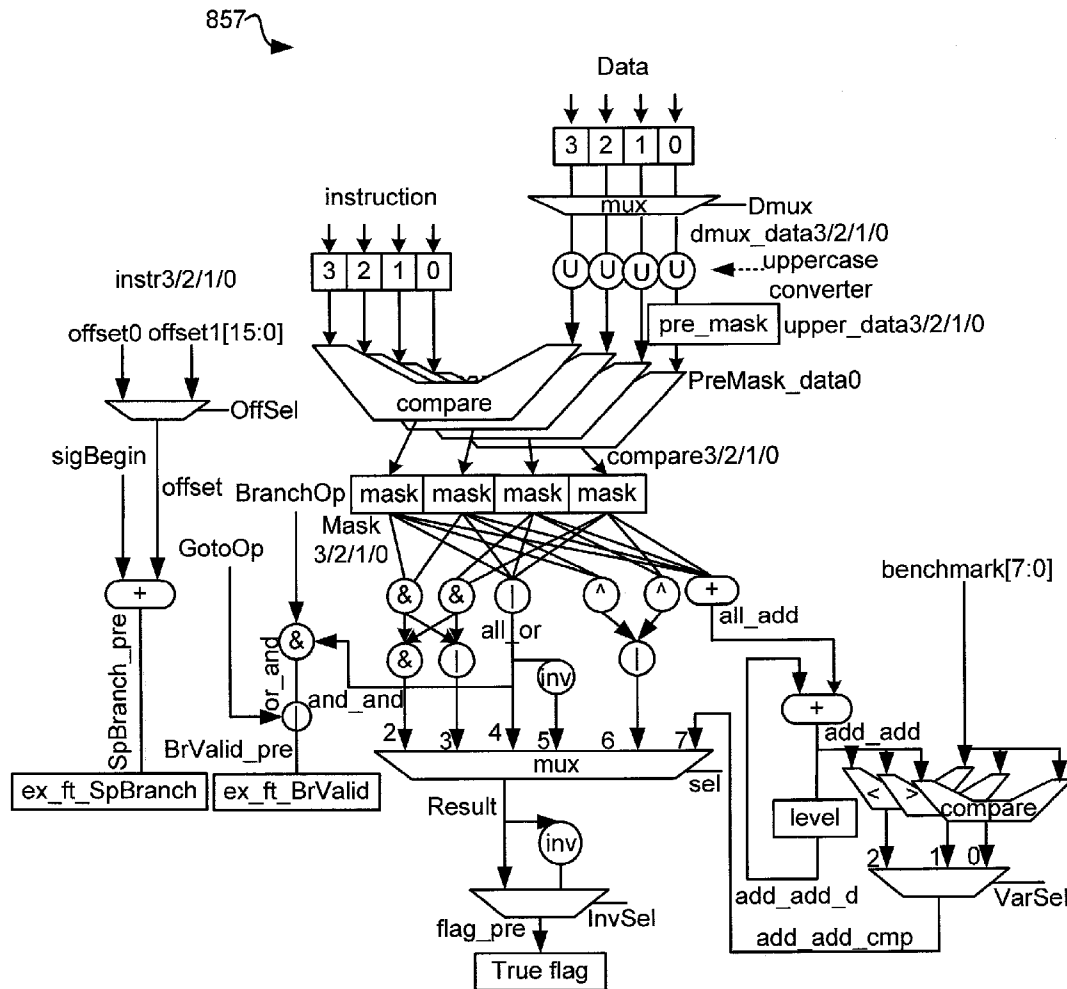 857
Data
3 2 1 0
mux
Dmux
instruction
dmux_data3/2/1/0
3 2 1 0
U U U U
uppercase
converter
instr3/2/1/0
pre_mask
upper_data3/2/1/0
offset0 offset1[15:0]
PreMask_data0
compare
OffSel
sigBegin
compare3/2/1/0
offset
BranchOp
mask mask mask mask
Mask
3/2/1/0
GotoOp
benchmark[7:0]
+
& & | ^ ^ +
all_add
all_or
&
& | |
inv
SpBranch_pre
or_and
and_and
+
|
BrValid_pre
add_add
2 3 4 5 6 7
mux
sel
ex_ft_SpBranch
ex_ft_BrValid
< >
compare
level
Result
inv
2 1 0
add_add_d
VarSel
InvSel
flag_pre
add_add_cmp
True flag